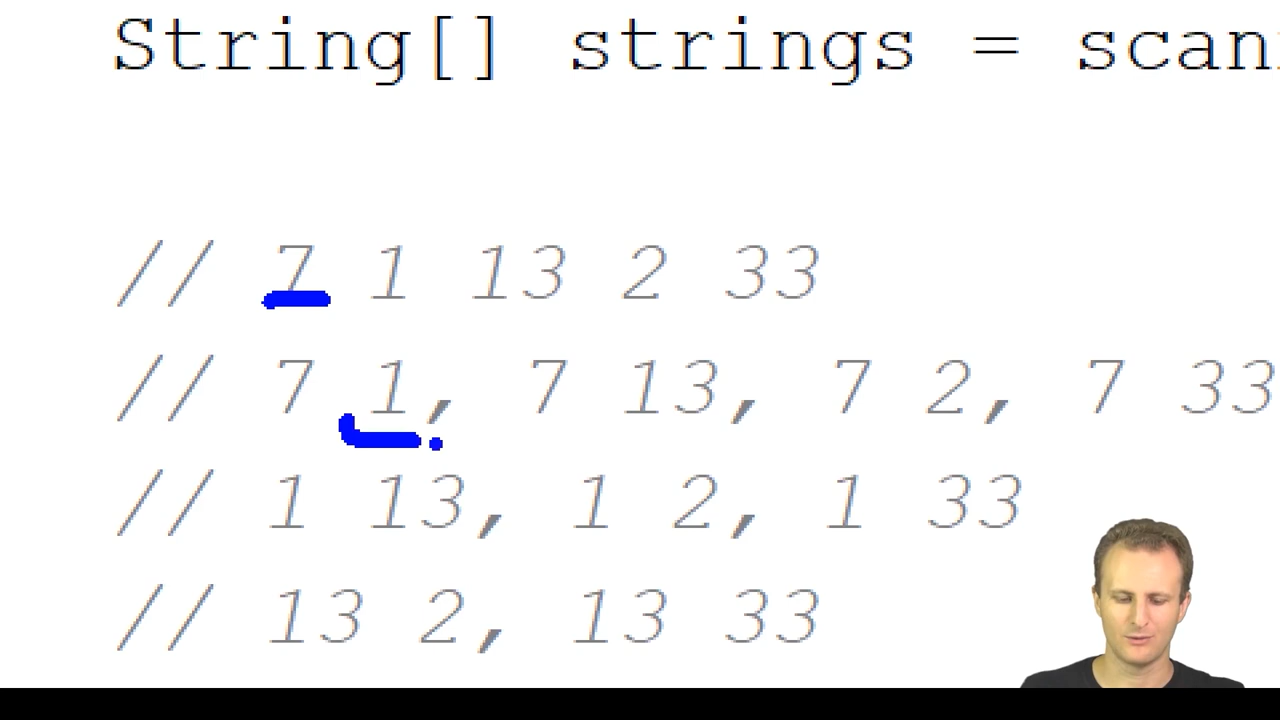 String[] strings = scan
// 7 1 13 2 33
// 7 1, 7 13, 7 2, 7 33
// 1 13, 1 2, 1 33
// 13 2, 13 33